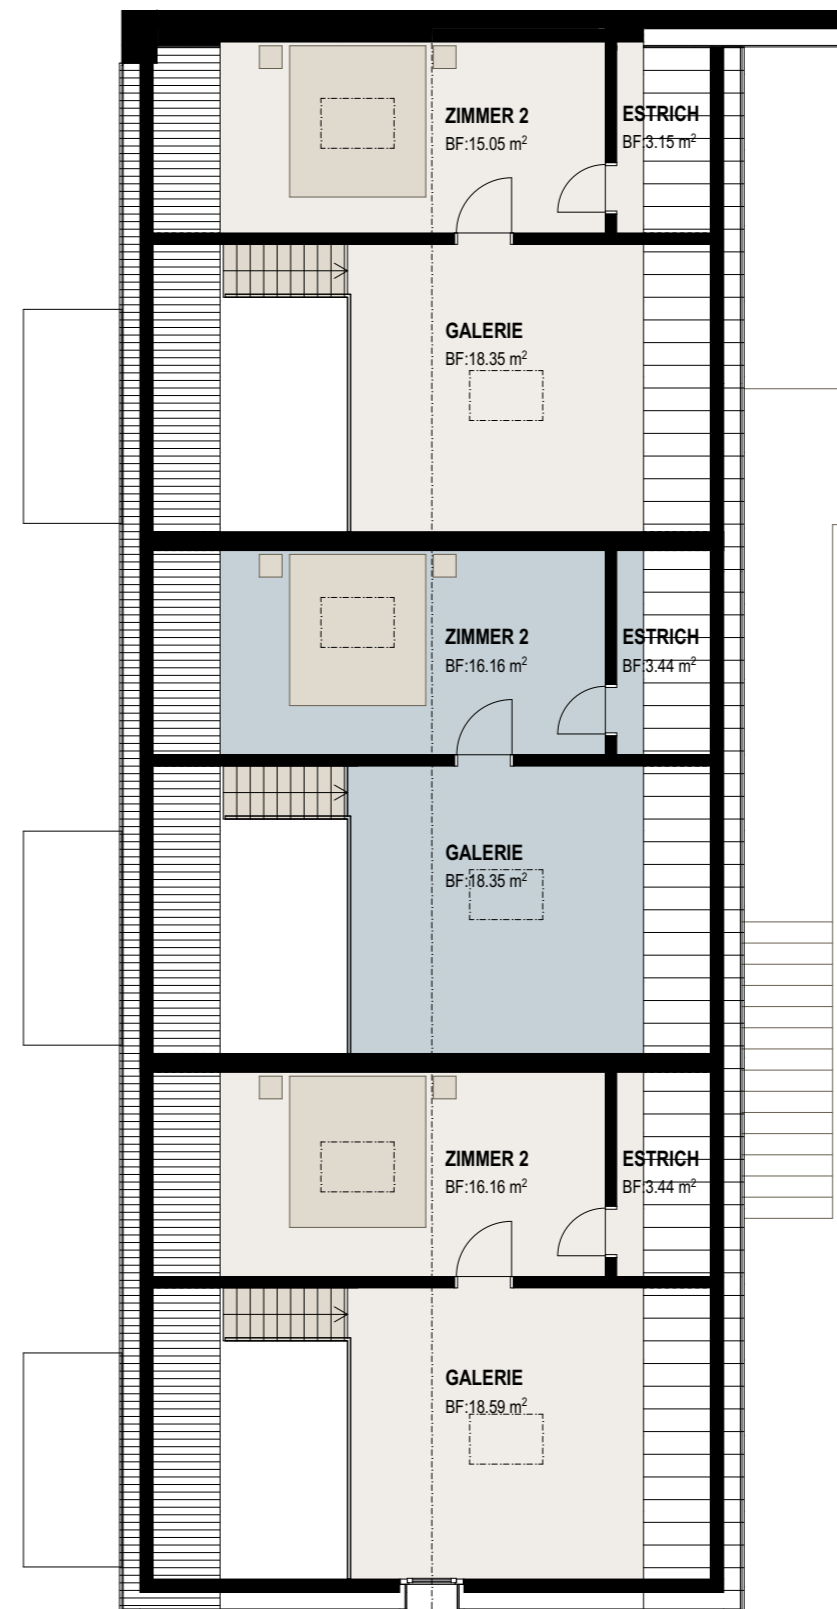 ZIMMER 2
BF:15.05 m²
ESTRICH
BF:3.15 m²
GALERIE
BF:18.35 m²
ZIMMER 2
BF:16.16 m²
ESTRICH
BF:3.44 m²
GALERIE
BF:18.35 m²
ZIMMER 2
BF:16.16 m²
ESTRICH
BF:3.44 m²
GALERIE
BF:18.59 m²